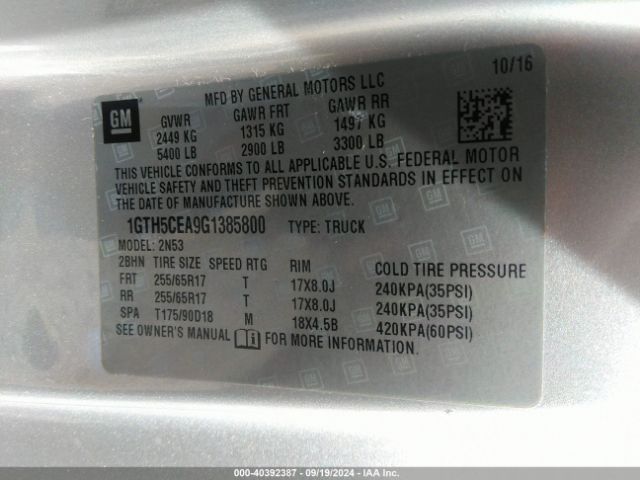 10/16
MFD BY GENERAL MOTORS LLC
GM
GVWR GAWR FRT GAWR RR
2449 KG 1315 KG 1497 KG
5400 LB 2900 LB 3300 LB
THIS VEHICLE CONFORMS TO ALL APPLICABLE U.S. FEDERAL MOTOR
VEHICLE SAFETY AND THEFT PREVENTION STANDARDS IN EFFECT ON
THE DATE OF MANUFACTURE SHOWN ABOVE.
1GTH5CEA9G1385800 TYPE: TRUCK
MODEL: 2N53
2BHN TIRE SIZE SPEED RTG RIM COLD TIRE PRESSURE
FRT 255/65R17 T 17X8.0J 240KPA(35PSI)
RR 255/65R17 T 17X8.0J 240KPA(35PSI)
SPA T175/90D18 M 18X4.5B 420KPA(60PSI)
SEE OWNER'S MANUAL FOR MORE INFORMATION.
000-40392387 - 09/19/2024 - IAA Inc.